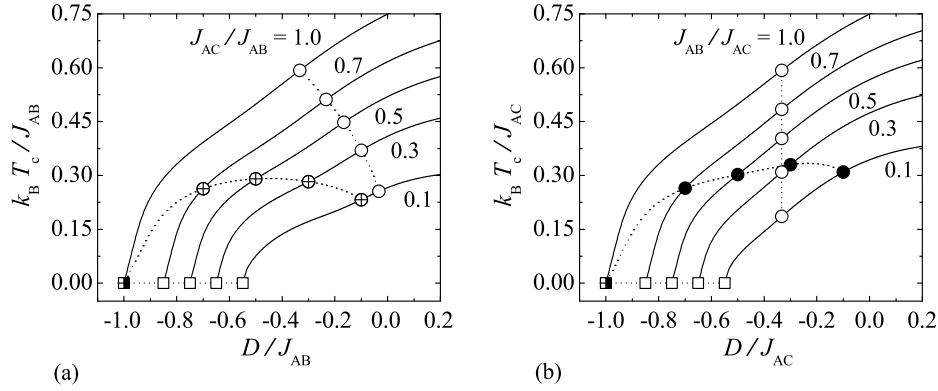 0.75
0.60
0.45
0.30
0.15
0.00
k_B T_c / J_AB
J_AC / J_AB = 1.0
0.7
0.5
0.3
0.1
-1.0 -0.8 -0.6 -0.4 -0.2 0.0 0.2
D / J_AB
(a)
0.75
0.60
0.45
0.30
0.15
0.00
k_B T_c / J_AC
J_AB / J_AC = 1.0
0.7
0.5
0.3
0.1
-1.0 -0.8 -0.6 -0.4 -0.2 0.0 0.2
D / J_AC
(b)